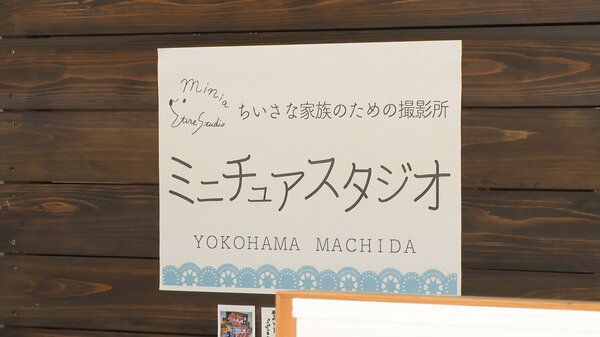 Minia
tureStudio
ちいさな家族のための撮影所
ミニチュアスタジオ
YOKOHAMA MACHIDA